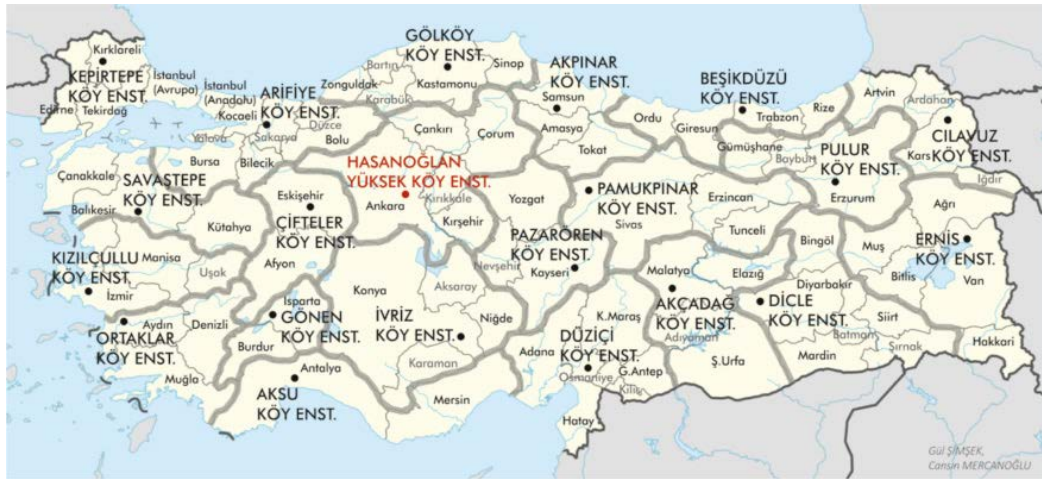 GÖLKÖY
KÖY ENST.
Kırklareli
KEPİRTEPE
KÖY ENST.
Edirne
Tekirdağ
İstanbul
(Avrupa)
İstanbul
(Anadolu)
Kocaeli
ARİFİYE
KÖY ENST.
Yalova
Sakarya
Düzce
Bolu
Zonguldak
Bartın
Karabük
Kastamonu
Sinop
AKPINAR
KÖY ENST.
Samsun
BEŞİKDÜZÜ
KÖY ENST.
Trabzon
Rize
Artvin
Ardahan
CILAVUZ
KÖY ENST.
Kars
Iğdır
Ordu
Giresun
Gümüşhane
Bayburt
PULUR
KÖY ENST.
Erzurum
Ağrı
Çankırı
Çorum
Amasya
Tokat
Çanakkale
Bursa
Bilecik
SAVAŞTEPE
KÖY ENST.
Balıkesir
Kütahya
Eskişehir
ÇİFTELER
KÖY ENST.
HASANOĞLAN
YÜKSEK KÖY ENST.
Ankara
Kırıkkale
Kırşehir
Yozgat
PAMUKPINAR
KÖY ENST.
Sivas
Erzincan
Tunceli
Bingöl
Muş
ERNİS
KÖY ENST.
Bitlis
Van
KIZILÇULLU
KÖY ENST.
Manisa
Uşak
İzmir
Afyon
Konya
Aksaray
Nevşehir
PAZARÖREN
KÖY ENST.
Kayseri
Malatya
Elazığ
AKÇADAĞ
KÖY ENST.
Adıyaman
Diyarbakır
DİCLE
KÖY ENST.
Batman
Siirt
Şırnak
Hakkari
Mardin
Ş.Urfa
ORTAKLAR
KÖY ENST.
Aydın
Denizli
Muğla
Isparta
GÖNEN
KÖY ENST.
Burdur
İVRİZ
KÖY ENST.
Niğde
Karaman
AKSU
KÖY ENST.
Antalya
Mersin
Adana
K.Maraş
DÜZİÇİ
KÖY ENST.
Osmaniye
G.Antep
Kilis
Hatay
Gül ŞİMŞEK,
Cansın MERCANOĞLU